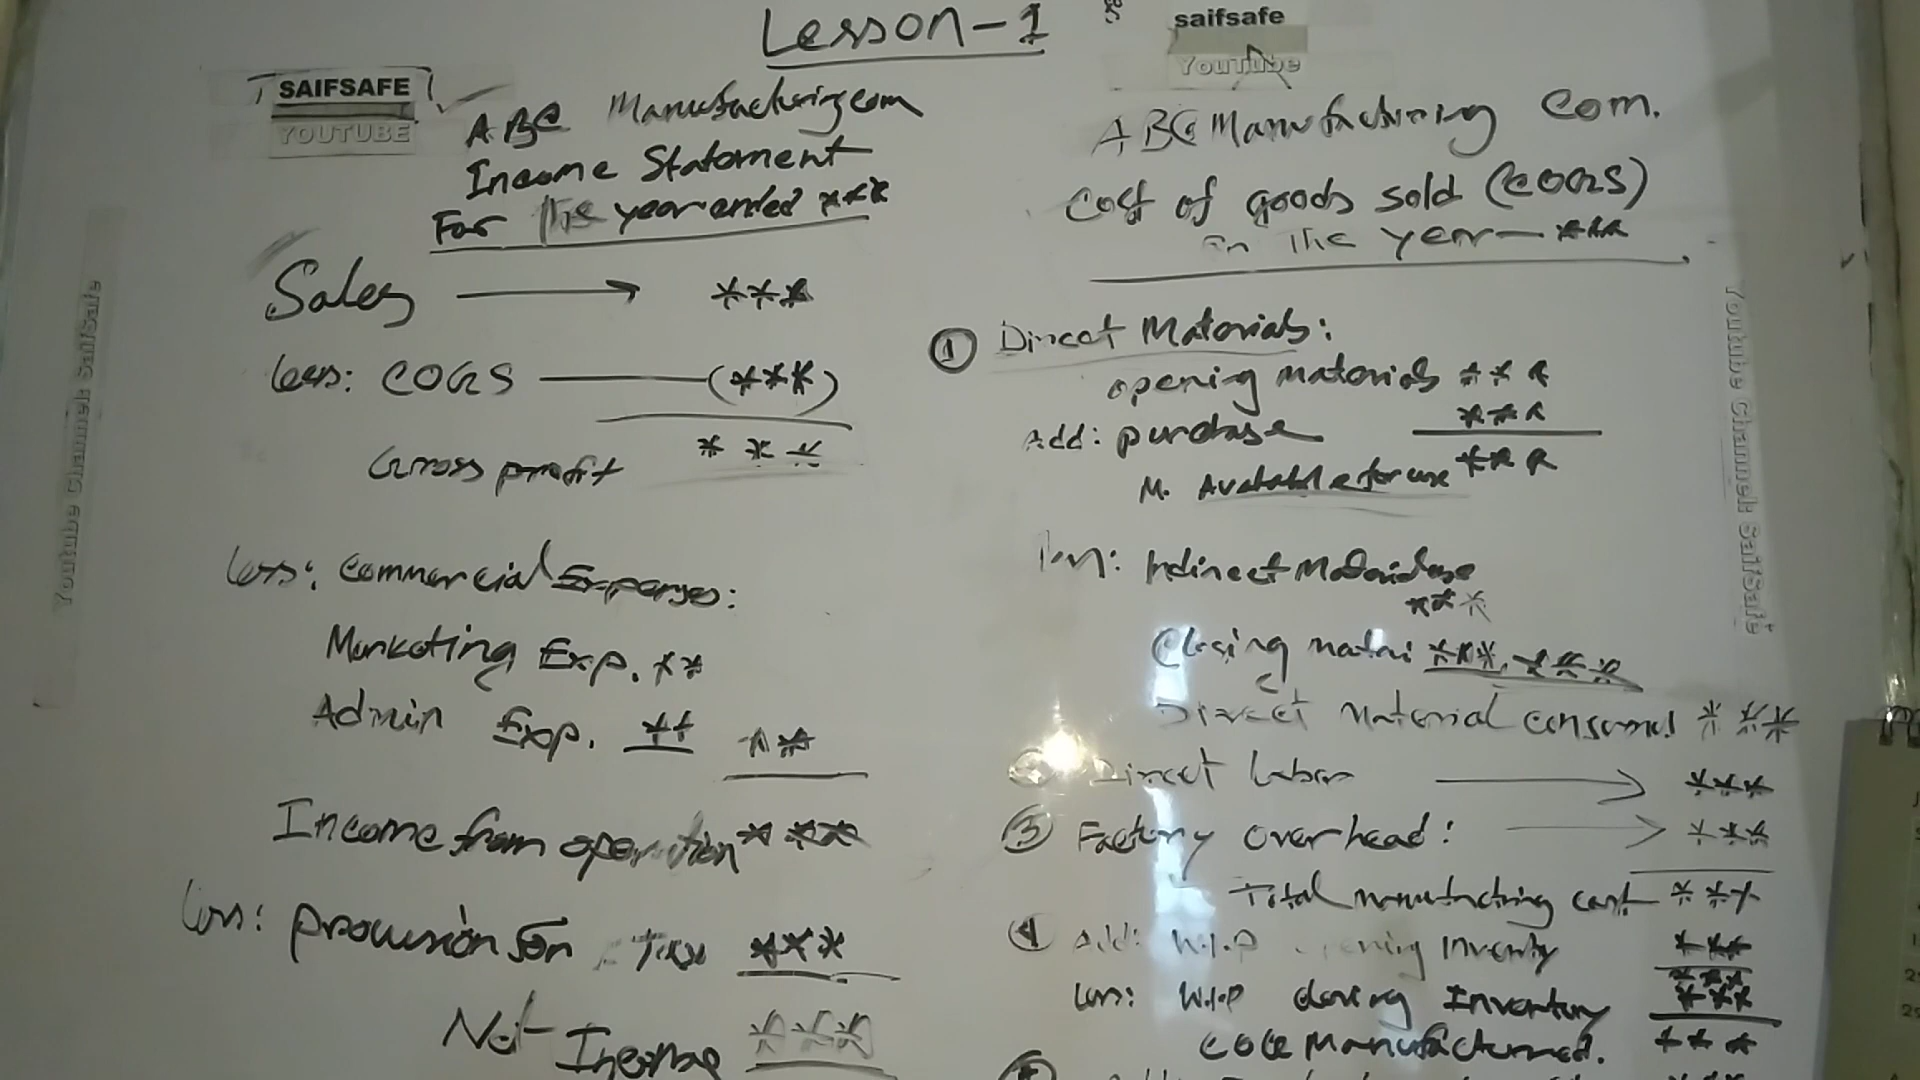 Lesson-1
SAIFSAFE
YOUTUBE
saifsafe
YouTube
Youtube Channel: SaifSafe
Youtube Channel: SaifSafe
ABC Manufacturing com
Income Statement
For the year ended ***
Sales → ***
Less: COGS — (***)
Gross profit ***
Less: Commercial Expenses:
Marketing Exp. **
Admin Exp. ** **
Income from operation ***
Less: provision for Tax ***
Net Income ***
ABC Manufacturing Com.
Cost of goods sold (COGS)
on The year — ***
① Direct Materials:
opening materials ***
Add: purchase ***
M. Available for use ***
Less: Indirect Materials
***
Closing materi *** ***
Direct Material consumed ***
Direct Labor → ***
③ Factory overhead: → ***
Total manufacturing cost ***
④ Add: W.I.P opening Inventory ***
***
Less: W.I.P closing Inventory ***
COG Manufactured. ***